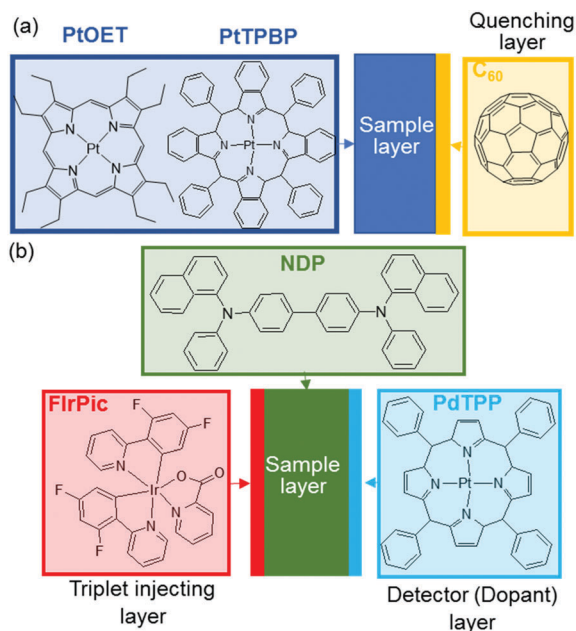 (a)
PtOET
PtTPBP
Quenching
layer
C60
N
N
Pt
N
N
N
N
Pt
N
N
Sample
layer
(b)
NDP
N
N
FIrPic
F
F
N
Ir
O
O
N
F
F
N
Sample
layer
PdTPP
N
N
Pt
N
N
Triplet injecting
layer
Detector (Dopant)
layer